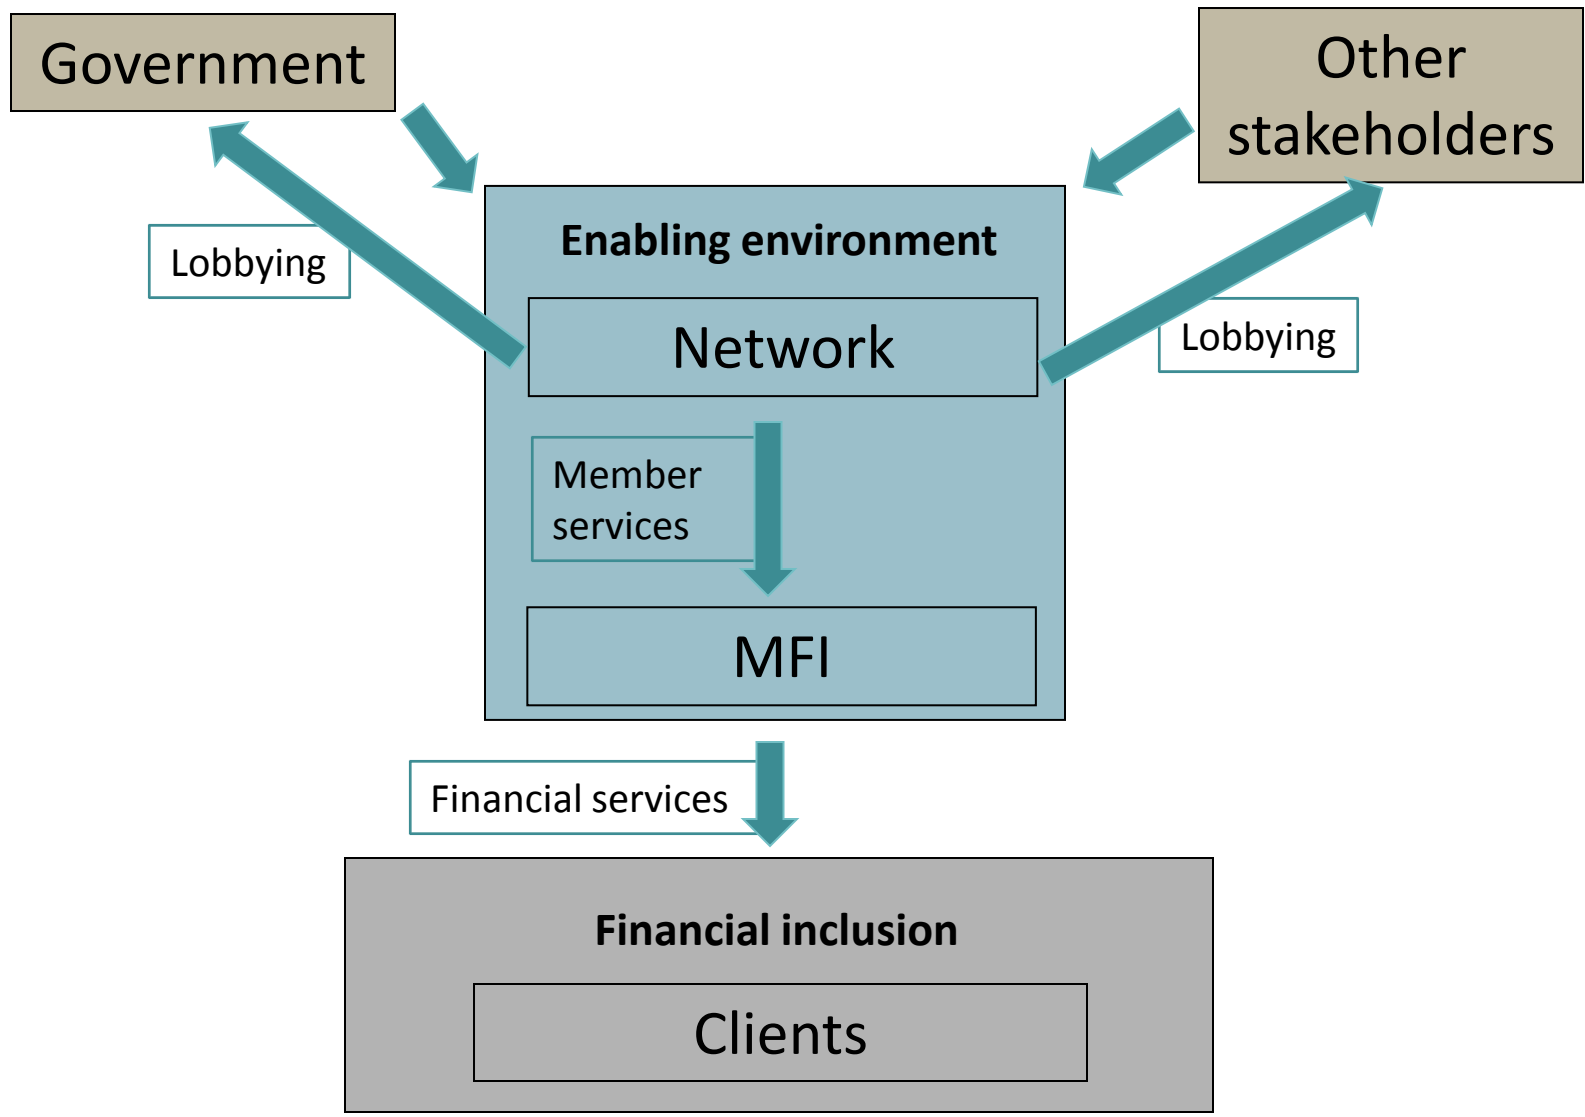 Government
Other
stakeholders
Enabling environment
Lobbying
Network
Lobbying
Member
services
MFI
Financial services
Financial inclusion
Clients